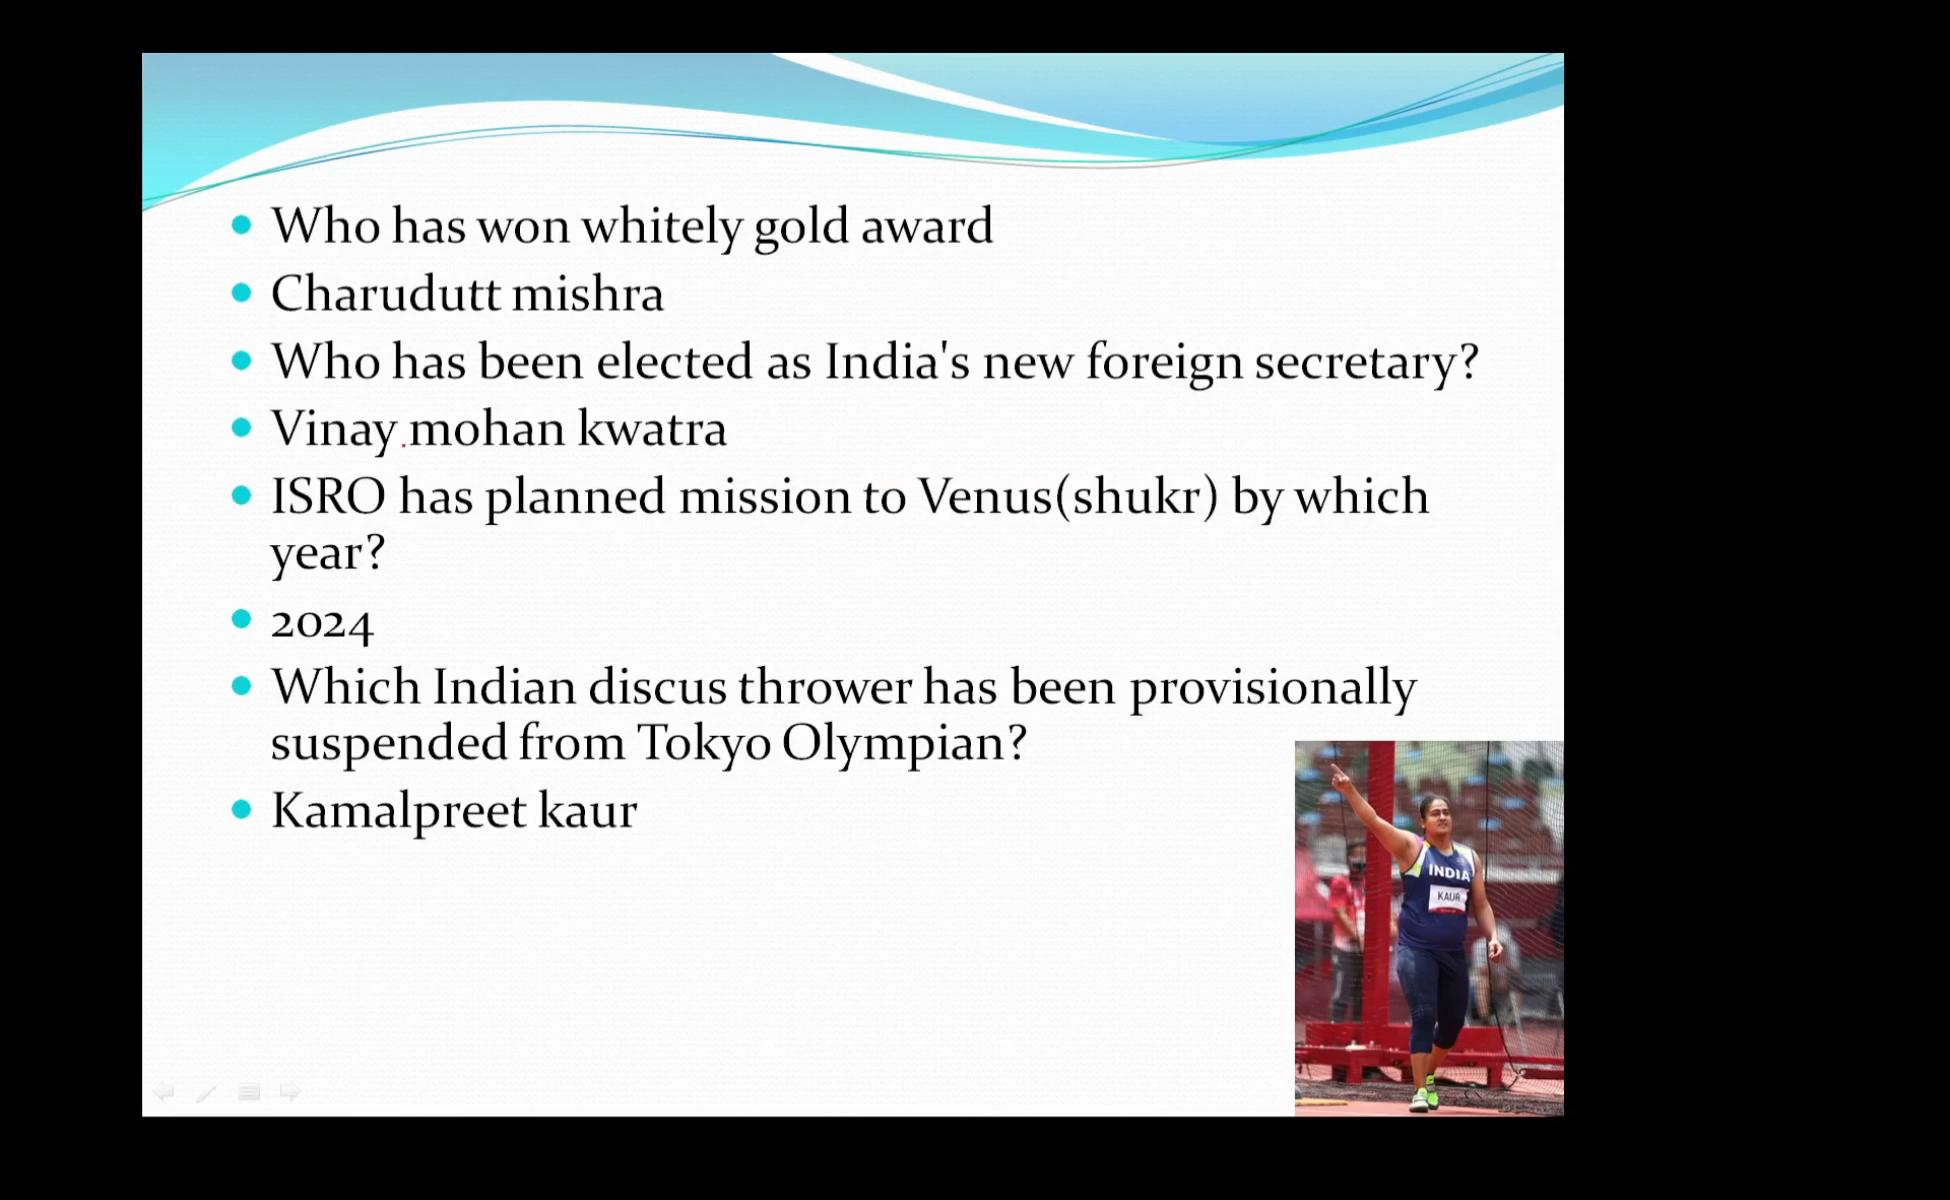 Who has won whitely gold award
Charudutt mishra
Who has been elected as India's new foreign secretary?
Vinay mohan kwatra
ISRO has planned mission to Venus(shukr) by which
year?
2024
Which Indian discus thrower has been provisionally
suspended from Tokyo Olympian?
Kamalpreet kaur
INDIA
KAUR